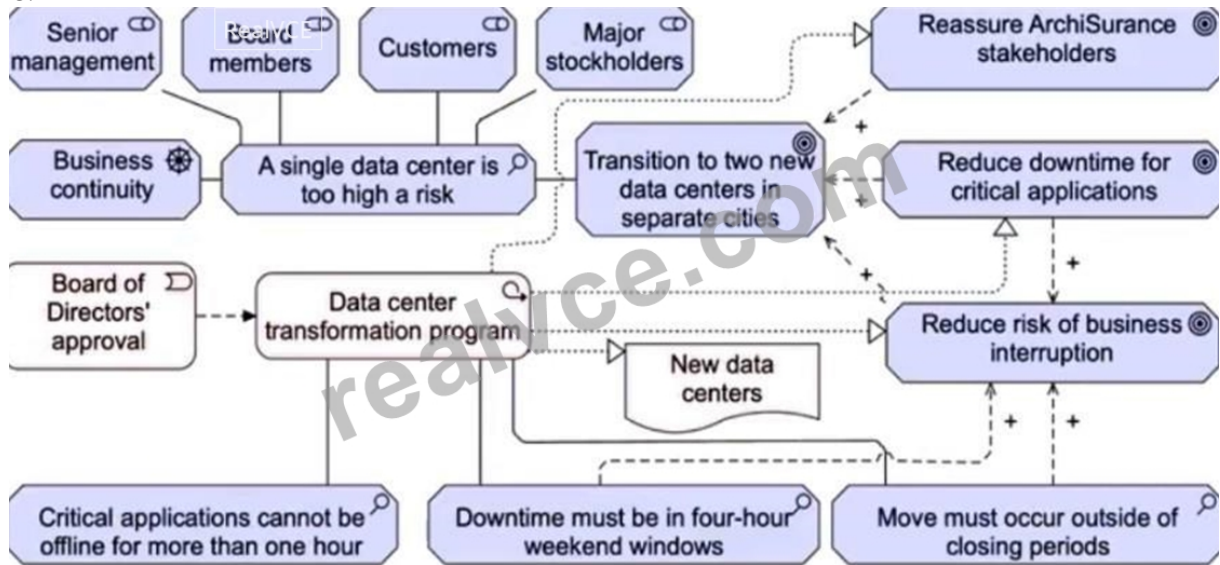 Senior
management
Board
members
RealVCE
Customers
Major
stockholders
Reassure ArchiSurance
stakeholders
Business
continuity
A single data center is
too high a risk
Transition to two new
data centers in
separate cities
+
Reduce downtime for
critical applications
+
+
+
Board of
Directors'
approval
Data center
transformation program
New data
centers
Reduce risk of business
interruption
+
+
Critical applications cannot be
offline for more than one hour
Downtime must be in four-hour
weekend windows
Move must occur outside of
closing periods
realvce.com